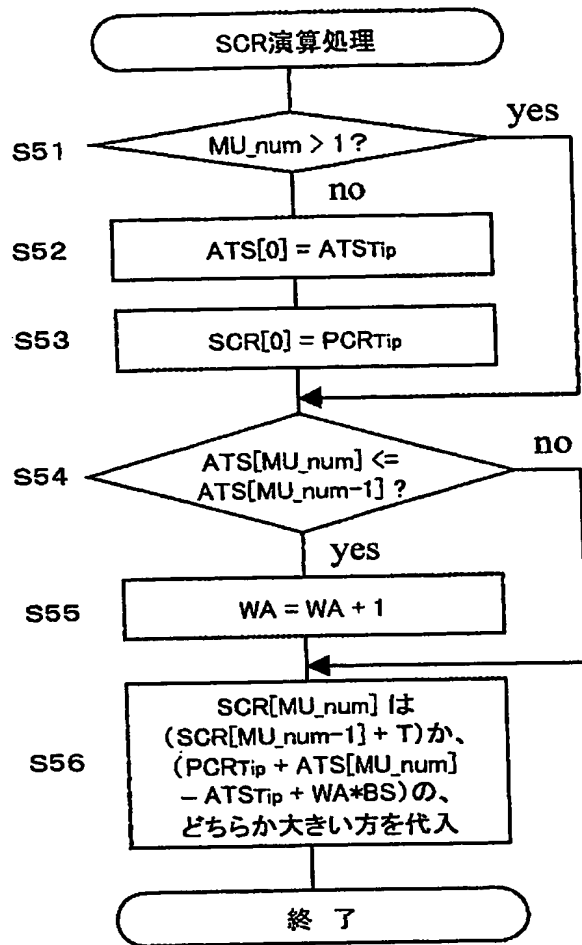 SCR演算処理
S51
MU_num > 1 ?
yes
no
S52
ATS[0] = ATSTip
S53
SCR[0] = PCRTip
S54
ATS[MU_num] <=
ATS[MU_num-1] ?
no
yes
S55
WA = WA + 1
S56
SCR[MU_num] は
(SCR[MU_num-1] + T)か、
(PCRTip + ATS[MU_num]
− ATSTip + WA*BS)の、
どちらか大きい方を代入
終 了